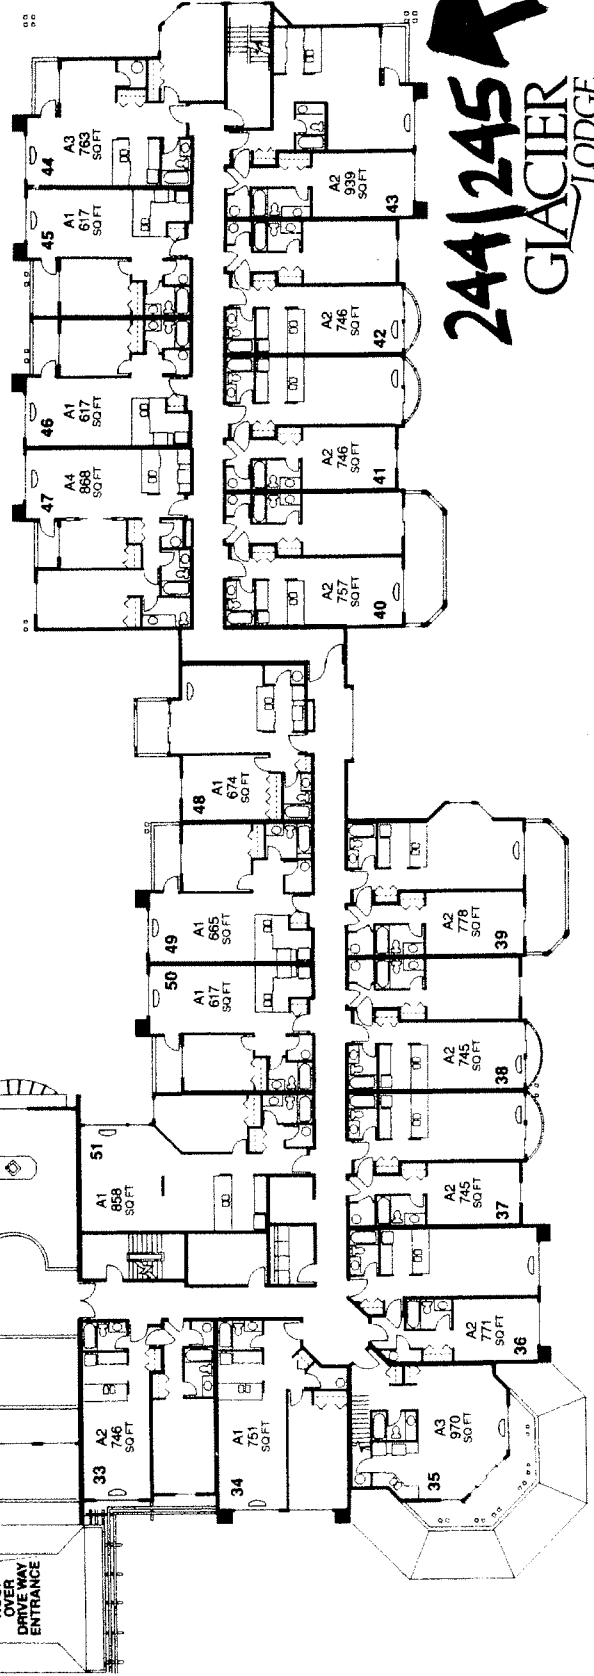 244/245
GLACIER
LODGE
44
A3
763
SQ FT
45
A1
617
SQ FT
46
A1
617
SQ FT
47
A4
868
SQ FT
A2
939
SQ FT
43
A2
746
SQ FT
42
A2
746
SQ FT
41
A2
757
SQ FT
40
48
A1
674
SQ FT
49
A1
665
SQ FT
50
A1
617
SQ FT
51
A1
858
SQ FT
A2
778
SQ FT
39
A2
745
SQ FT
38
A2
745
SQ FT
37
A2
771
SQ FT
36
A2
746
SQ FT
33
A1
751
SQ FT
34
A3
970
SQ FT
35
OVER
DRIVE WAY
ENTRANCE